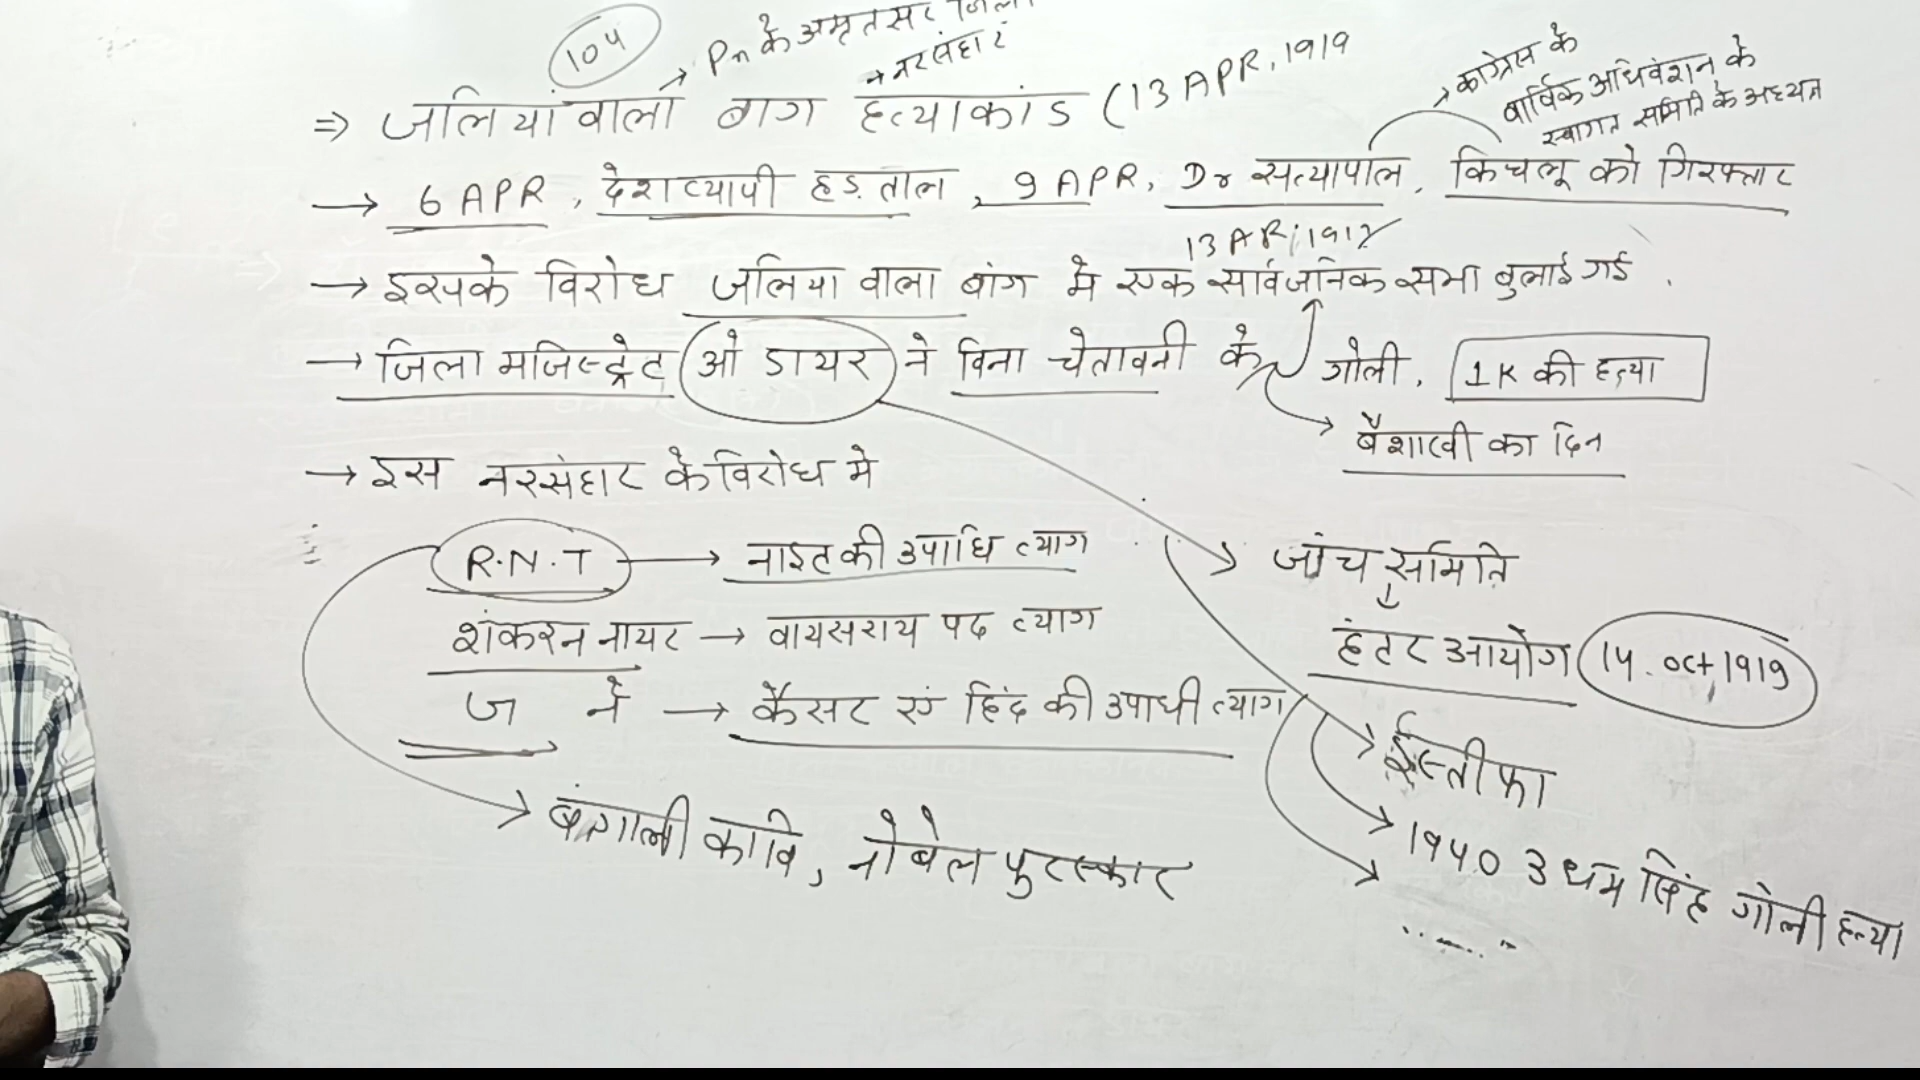 104
Pn के अमृतसर जिला
→ नरसंहार
⇒ जलियांवाला बाग हत्याकांड (13 APR, 1919
→ कांग्रेस के
वार्षिक अधिवेशन के
स्वागत समिति के अध्यक्ष
→ 6 APR, देशव्यापी हड़ताल, 9 APR, Dr सत्यापाल, किचलू को गिरफ्तार
13 APR, 1919
→ इसके विरोध जलिया वाला बाग में एक सार्वजनिक सभा बुलाई गई.
→ जिला मजिस्ट्रेट ओ डायर ने बिना चेतावनी के गोली, 1K की हत्या
→ बैशाखी का दिन
→ इस नरसंहार के विरोध में
R.N.T → नाइट की उपाधि त्याग
→ जांच समिति
शंकरन नायर → वायसराय पद त्याग
हंटर आयोग 14. Oct, 1919
ज ने → कैसर एं हिंद की उपाधी त्याग
→ ईस्तीफा
→ बंगाली कवि, नोबेल पुरस्कार
→ 1940 उधम सिंह गोली हत्या